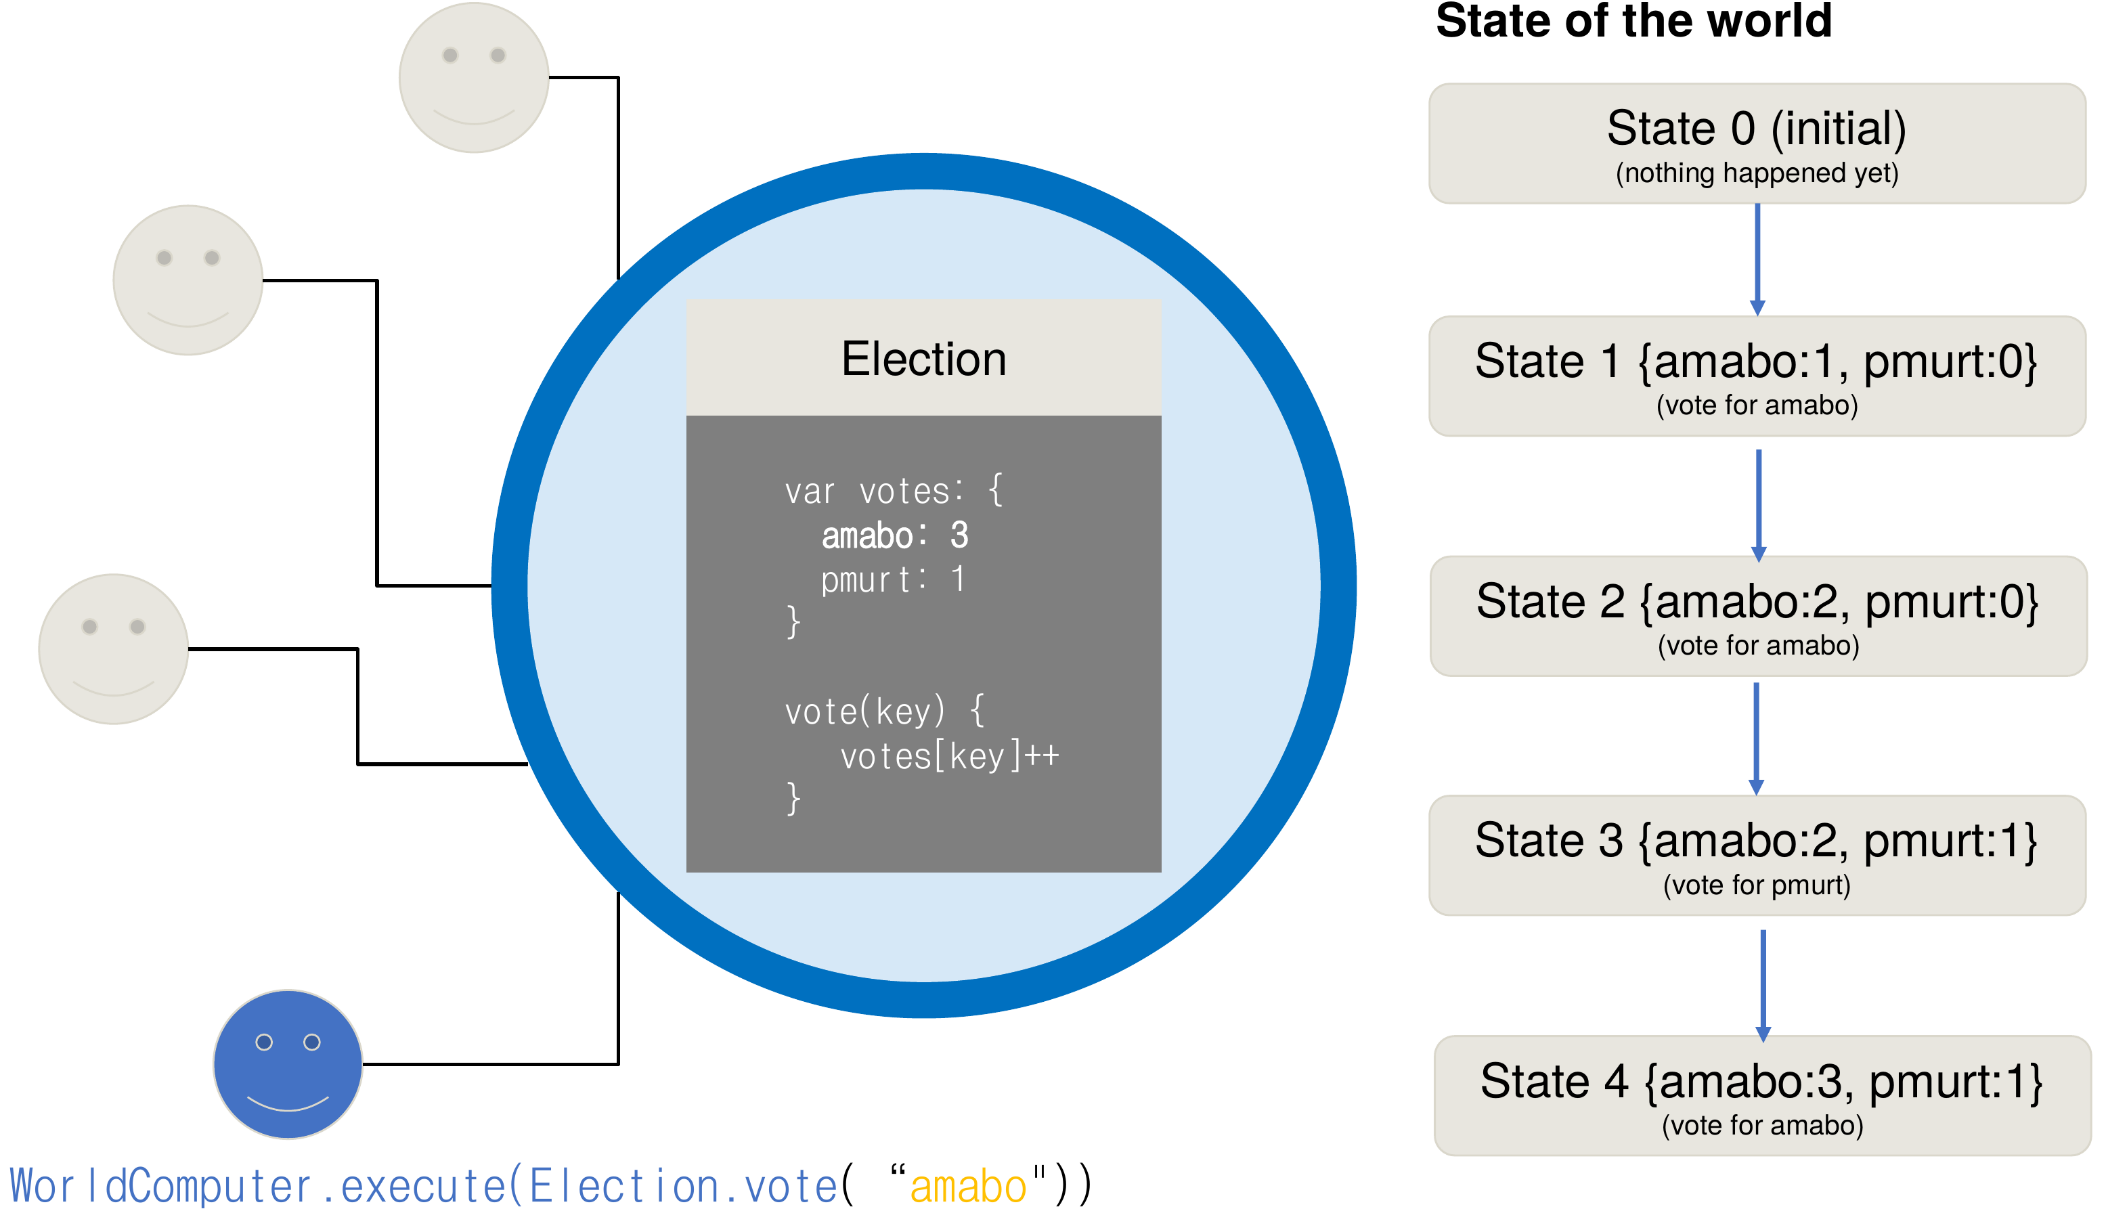 State of the world
State 0 (initial)
(nothing happened yet)
State 1 {amabo:1, pmurt:0}
(vote for amabo)
State 2 {amabo:2, pmurt:0}
(vote for amabo)
State 3 {amabo:2, pmurt:1}
(vote for pmurt)
State 4 {amabo:3, pmurt:1}
(vote for amabo)
Election
var votes: {
amabo: 3
pmurt: 1
}
vote(key) {
votes[key]++
}
WorldComputer.execute(Election.vote( “amabo"))